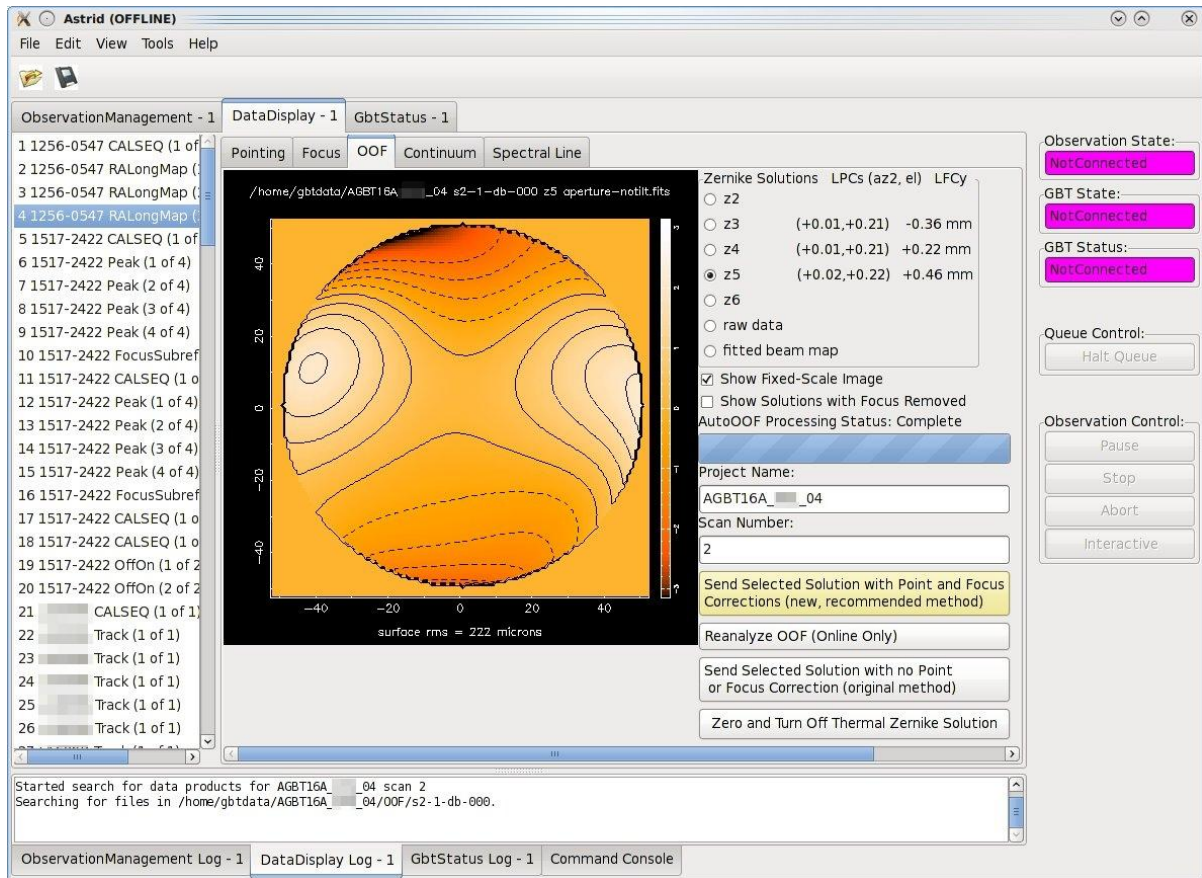 Astrid (OFFLINE)
File Edit View Tools Help
ObservationManagement - 1 DataDisplay - 1 GbtStatus - 1
1 1256-0547 CALSEQ (1 of
2 1256-0547 RALongMap (
3 1256-0547 RALongMap (
4 1256-0547 RALongMap (
5 1517-2422 CALSEQ (1 of
6 1517-2422 Peak (1 of 4)
7 1517-2422 Peak (2 of 4)
8 1517-2422 Peak (3 of 4)
9 1517-2422 Peak (4 of 4)
10 1517-2422 FocusSubref
11 1517-2422 CALSEQ (1 o
12 1517-2422 Peak (1 of 4)
13 1517-2422 Peak (2 of 4)
14 1517-2422 Peak (3 of 4)
15 1517-2422 Peak (4 of 4)
16 1517-2422 FocusSubref
17 1517-2422 CALSEQ (1 o
18 1517-2422 CALSEQ (1 o
19 1517-2422 OffOn (1 of 2
20 1517-2422 OffOn (2 of 2
21 CALSEQ (1 of 1)
22 Track (1 of 1)
23 Track (1 of 1)
24 Track (1 of 1)
25 Track (1 of 1)
26 Track (1 of 1)
Pointing Focus OOF Continuum Spectral Line
/home/gbtdata/AGBT16A_ _04 s2-1-db-000 z5 aperture-notilt.fits
40
20
0
-20
-40
-40 -20 0 20 40
surface rms = 222 microns
3
2
1
0
-1
-2
-3
Zernike Solutions LPCs (az2, el) LFCy
z2
z3 (+0.01,+0.21) -0.36 mm
z4 (+0.01,+0.21) +0.22 mm
z5 (+0.02,+0.22) +0.46 mm
z6
raw data
fitted beam map
Show Fixed-Scale Image
Show Solutions with Focus Removed
AutoOOF Processing Status: Complete
Project Name:
AGBT16A_ _04
Scan Number:
2
Send Selected Solution with Point and Focus
Corrections (new, recommended method)
Reanalyze OOF (Online Only)
Send Selected Solution with no Point
or Focus Correction (original method)
Zero and Turn Off Thermal Zernike Solution
Observation State:
NotConnected
GBT State:
NotConnected
GBT Status:
NotConnected
Queue Control:
Halt Queue
Observation Control:
Pause
Stop
Abort
Interactive
Started search for data products for AGBT16A_ _04 scan 2
Searching for files in /home/gbtdata/AGBT16A_ _04/OOF/s2-1-db-000.
ObservationManagement Log - 1 DataDisplay Log - 1 GbtStatus Log - 1 Command Console